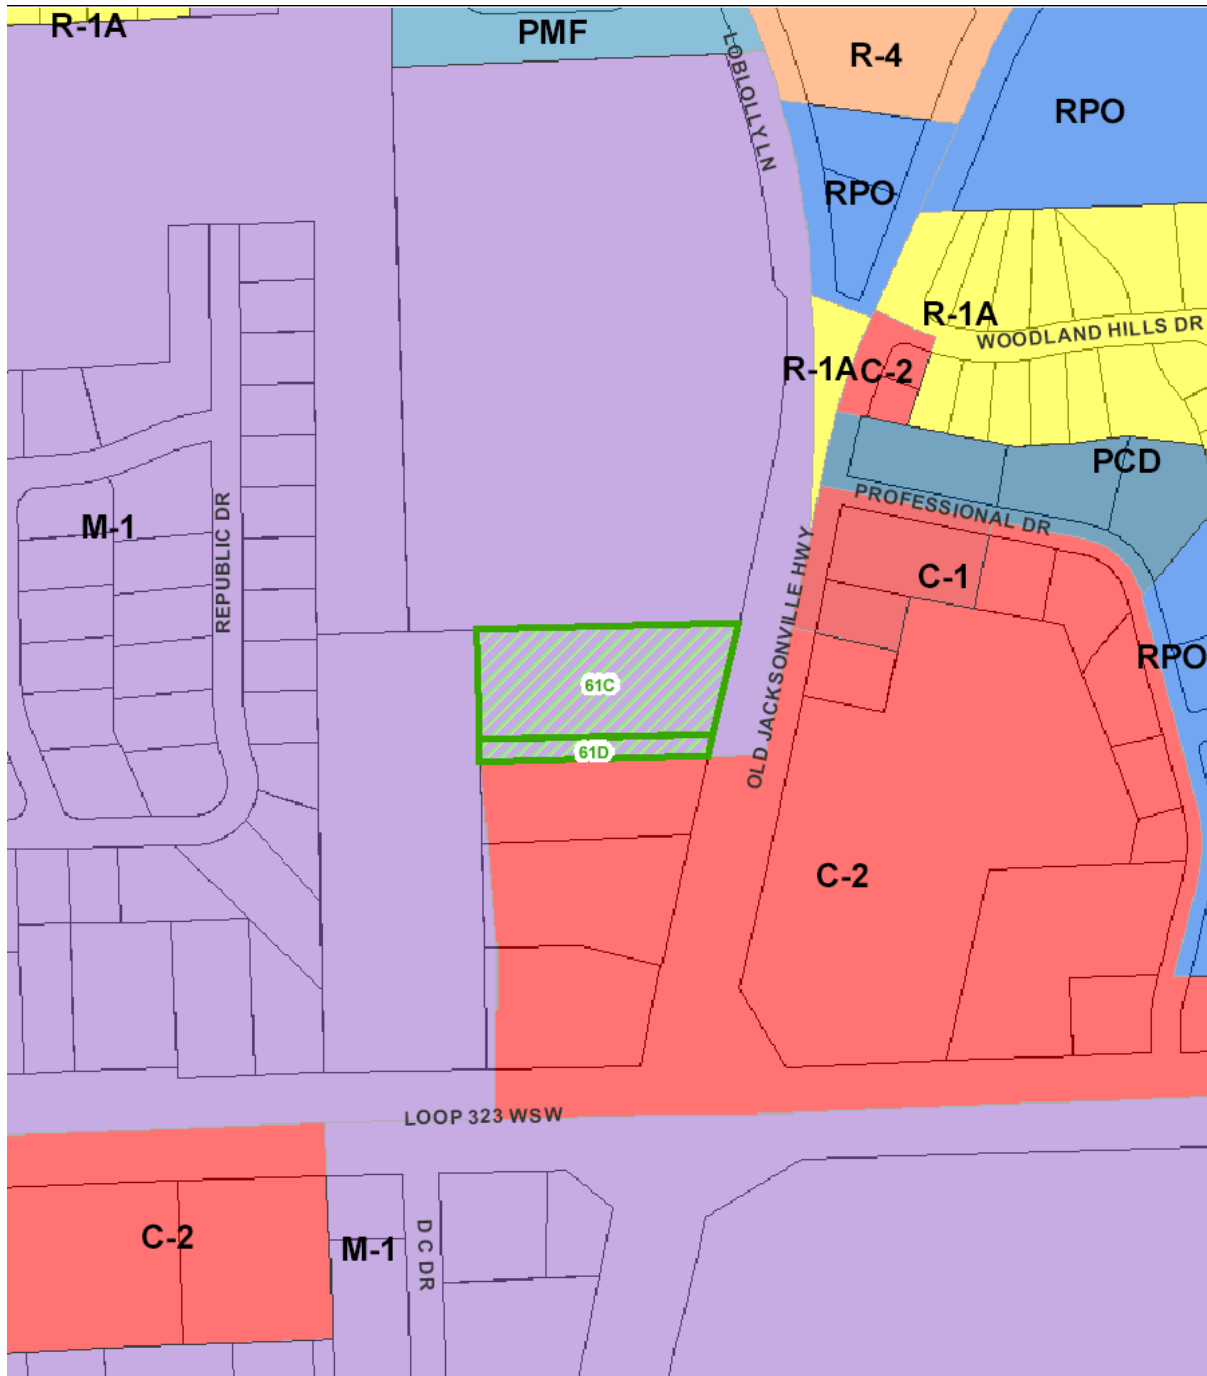 R-1A
PMF
R-4
RPO
LOBLOLLY LN
RPO
R-1A
WOODLAND HILLS DR
R-1A
C-2
PCD
PROFESSIONAL DR
M-1
REPUBLIC DR
OLD JACKSONVILLE HWY
C-1
RPO
61C
61D
C-2
LOOP 323 WSW
C-2
M-1
D C DR